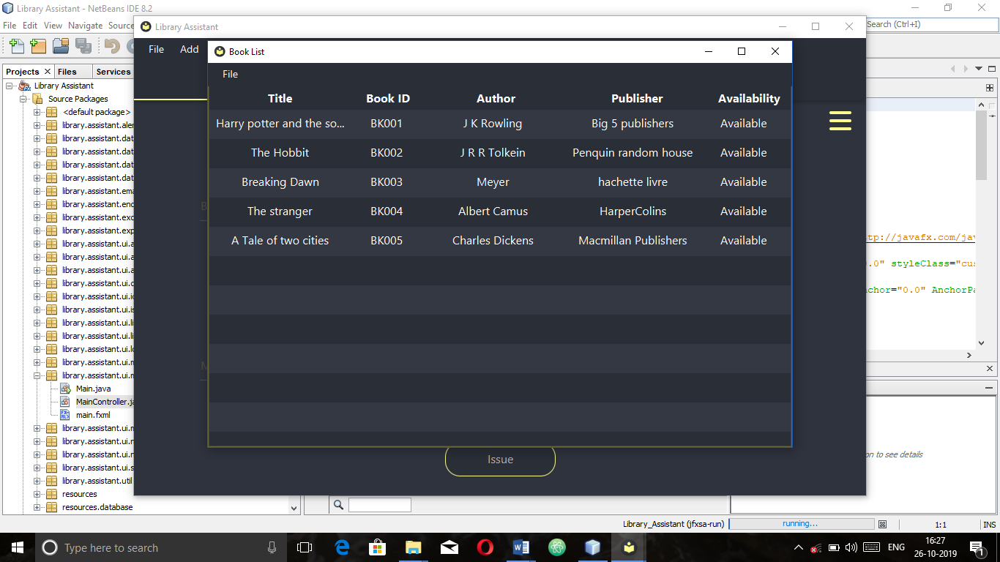 Library Assistant - NetBeans IDE 8.2
File Edit View Navigate Source
Search (Ctrl+I)
Library Assistant
File Add
Book List
File
Title Book ID Author Publisher Availability
Harry potter and the so... BK001 J K Rowling Big 5 publishers Available
The Hobbit BK002 J R R Tolkein Penquin random house Available
Breaking Dawn BK003 Meyer hachette livre Available
The stranger BK004 Albert Camus HarperColins Available
A Tale of two cities BK005 Charles Dickens Macmillan Publishers Available
Issue
Projects Files Services
Library Assistant
Source Packages
<default package>
library.assistant.aler
library.assistant.dat
library.assistant.dat
library.assistant.dat
library.assistant.dat
library.assistant.ema
library.assistant.enc
library.assistant.exc
library.assistant.exp
library.assistant.ui.a
library.assistant.ui.a
library.assistant.ui.a
library.assistant.ui.
library.assistant.ui.
library.assistant.ui.is
library.assistant.ui.li
library.assistant.ui.li
library.assistant.ui.lo
library.assistant.ui.m
library.assistant.ui.m
Main.java
MainController.ja
main.fxml
library.assistant.ui.m
library.assistant.ui.n
library.assistant.ui.n
library.assistant.ui.s
library.assistant.util
resources
resources.database
tp://javafx.com/jav
.0" styleClass="cus
chor="0.0" AnchorPa
on to see details
Library_Assistant (jfxsa-run) running... 1:1 INS
Type here to search
ENG
16:27
26-10-2019
1